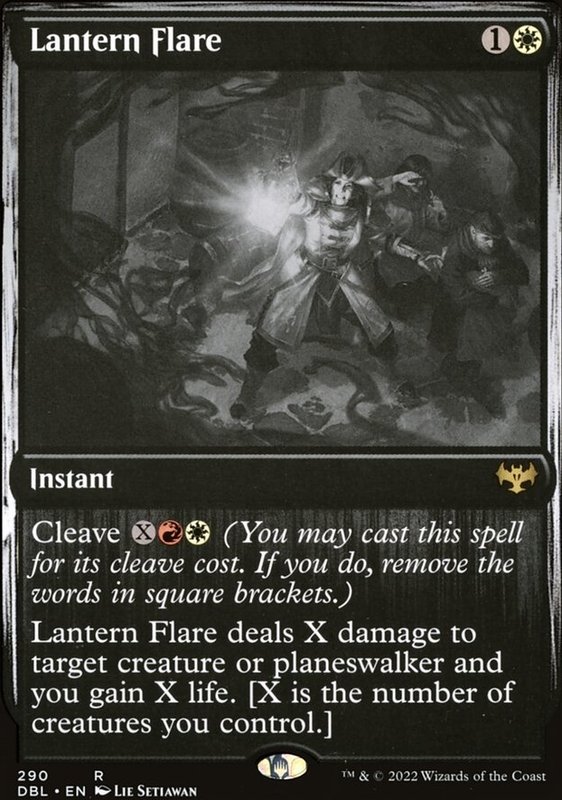 Lantern Flare 1
Instant
Cleave X (You may cast this spell
for its cleave cost. If you do, remove the
words in square brackets.)
Lantern Flare deals X damage to
target creature or planeswalker and
you gain X life. [X is the number of
creatures you control.]
290 R
DBL • EN Lie Setiawan
™ & © 2022 Wizards of the Coast